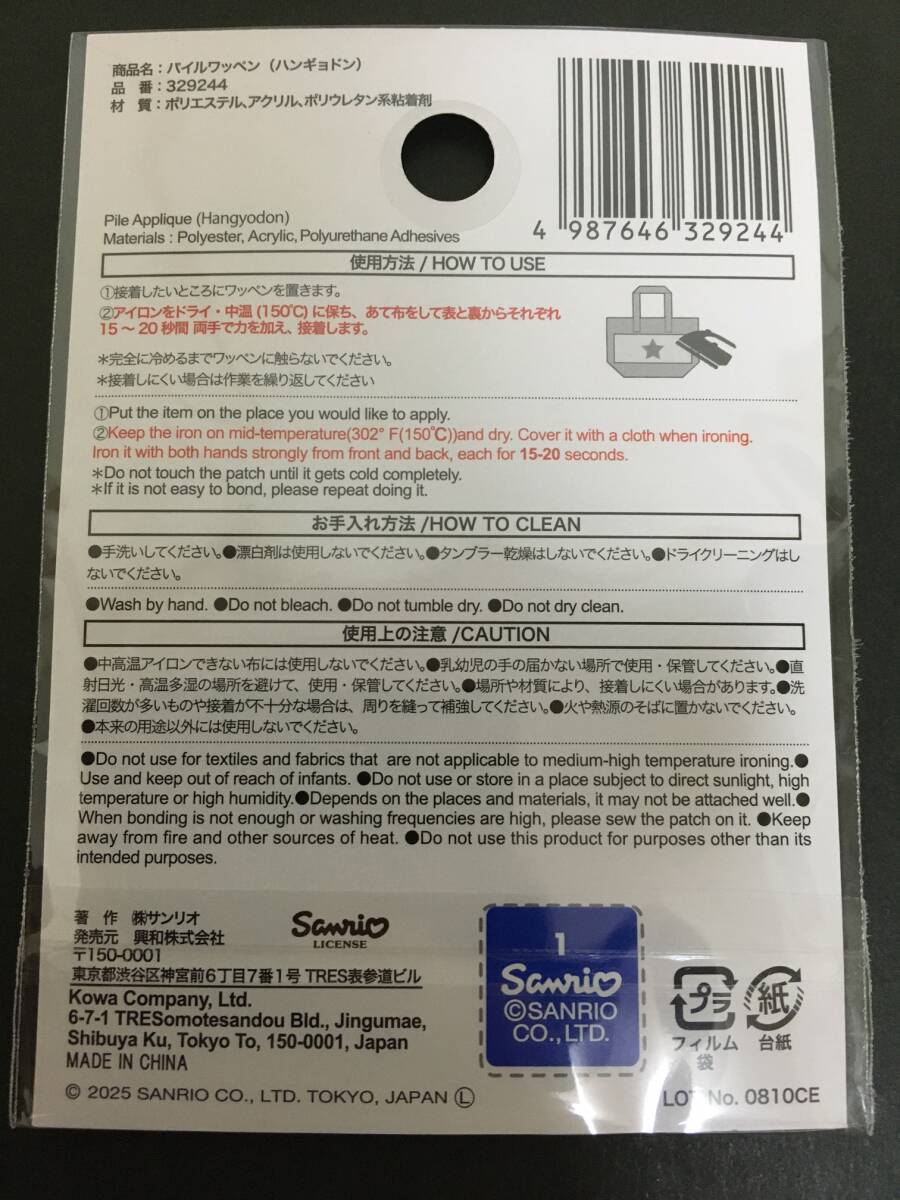 商品名：パイルワッペン（ハンギョドン）
品　番：329244
材　質：ポリエステル、アクリル、ポリウレタン系粘着剤
Pile Applique (Hangyodon)
Materials : Polyester, Acrylic, Polyurethane Adhesives
4 987646 329244
使用方法 / HOW TO USE
①接着したいところにワッペンを置きます。
②アイロンをドライ・中温 (150℃) に保ち、あて布をして表と裏からそれぞれ
15～20 秒間 両手で力を加え、接着します。
＊完全に冷めるまでワッペンに触らないでください。
＊接着しにくい場合は作業を繰り返してください
①Put the item on the place you would like to apply.
②Keep the iron on mid-temperature(302° F(150℃))and dry. Cover it with a cloth when ironing.
Iron it with both hands strongly from front and back, each for 15-20 seconds.
＊Do not touch the patch until it gets cold completely.
＊If it is not easy to bond, please repeat doing it.
お手入れ方法 /HOW TO CLEAN
●手洗いしてください。●漂白剤は使用しないでください。●タンブラー乾燥はしないでください。●ドライクリーニングはし
ないでください。
●Wash by hand. ●Do not bleach. ●Do not tumble dry. ●Do not dry clean.
使用上の注意 /CAUTION
●中高温アイロンできない布には使用しないでください。●乳幼児の手の届かない場所で使用・保管してください。●直
射日光・高温多湿の場所を避けて、使用・保管してください。●場所や材質により、接着しにくい場合があります。●洗
濯回数が多いものや接着が不十分な場合は、周りを縫って補強してください。●火や熱源のそばに置かないでください。
●本来の用途以外には使用しないでください。
●Do not use for textiles and fabrics that are not applicable to medium-high temperature ironing.●
Use and keep out of reach of infants. ●Do not use or store in a place subject to direct sunlight, high
temperature or high humidity.●Depends on the places and materials, it may not be attached well.●
When bonding is not enough or washing frequencies are high, please sew the patch on it. ●Keep
away from fire and other sources of heat. ●Do not use this product for purposes other than its
intended purposes.
著　作　㈱サンリオ
発売元　興和株式会社
〒150-0001
東京都渋谷区神宮前6丁目7番1号 TRES表参道ビル
Kowa Company, Ltd.
6-7-1 TRESomotesandou Bld., Jingumae,
Shibuya Ku, Tokyo To, 150-0001, Japan
MADE IN CHINA
© 2025 SANRIO CO., LTD. TOKYO, JAPAN Ⓛ
Sanrio
LICENSE
1
Sanrio
©SANRIO
CO.,LTD.
プラ
フィルム
袋
紙
台紙
LOT No. 0810CE